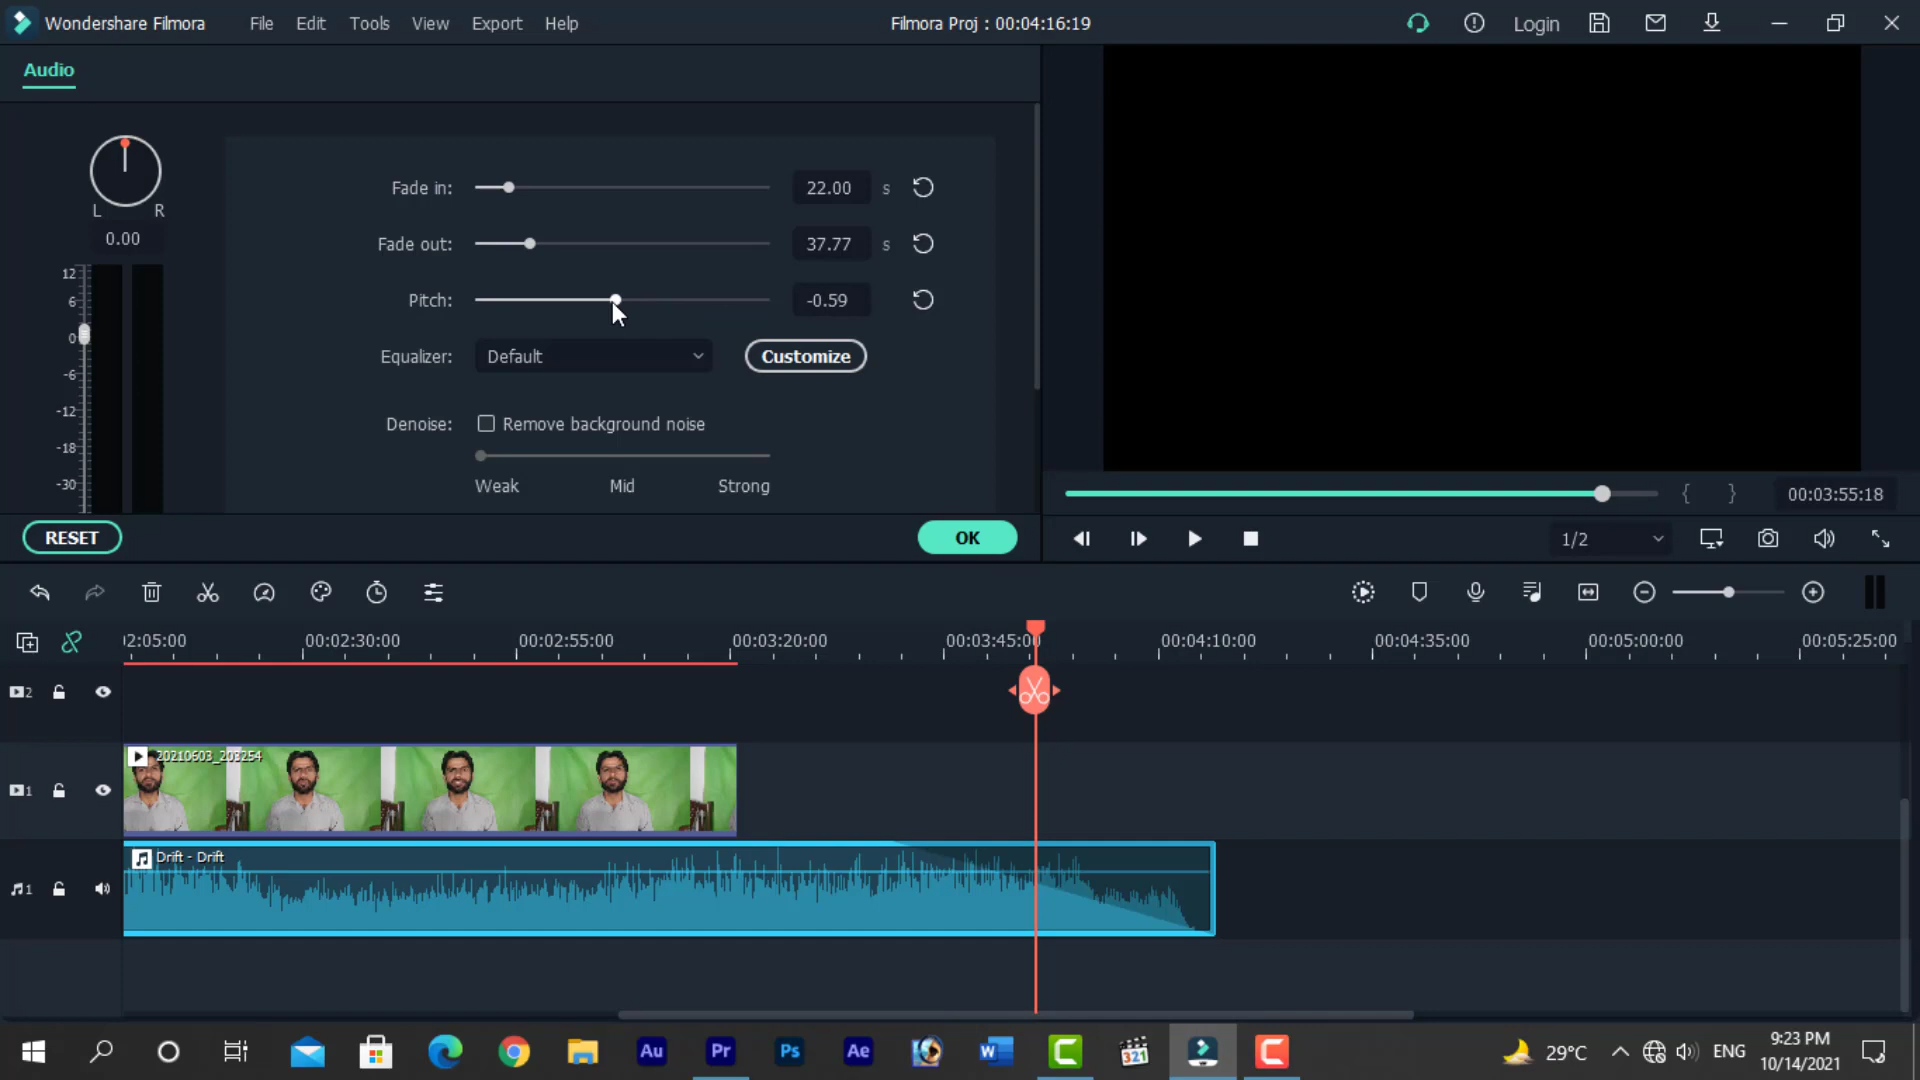 Wondershare Filmora File Edit Tools View Export Help Filmora Proj : 00:04:16:19 Login
Audio
L R
0.00
12
6
0
-6
-12
-18
-30
Fade in: 22.00 s
Fade out: 37.77 s
Pitch: -0.59
Equalizer: Default Customize
Denoise: Remove background noise
Weak Mid Strong
RESET OK
{ } 00:03:55:18
1/2
02:05:00 00:02:30:00 00:02:55:00 00:03:20:00 00:03:45:00 00:04:10:00 00:04:35:00 00:05:00:00 00:05:25:00
2
1 20210603_203254
1 Drift - Drift
Au Pr Ps Ae W 321 29°C ENG 9:23 PM
10/14/2021